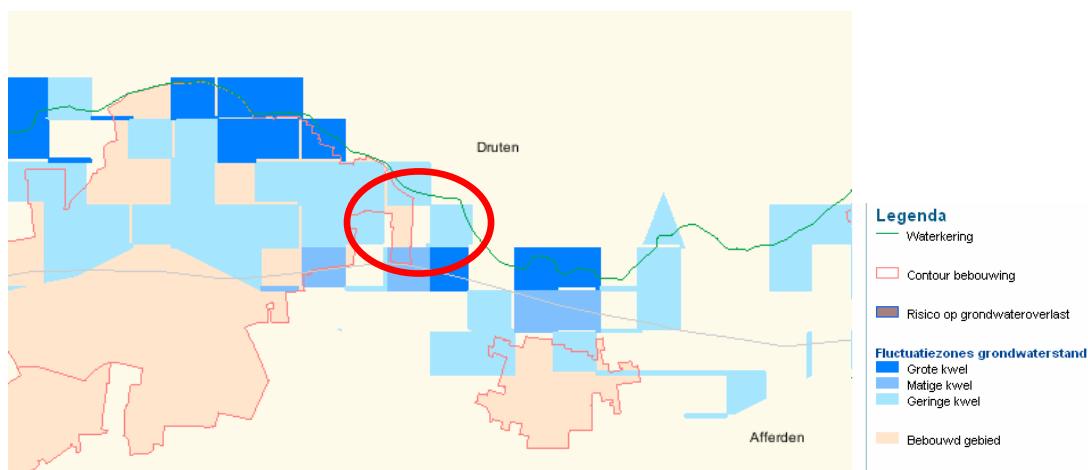 Druten
Afferden
Legenda
Waterkering
Contour bebouwing
Risico op grondwateroverlast
Fluctuatiezones grondwaterstand
Grote kwel
Matige kwel
Geringe kwel
Bebouwd gebied